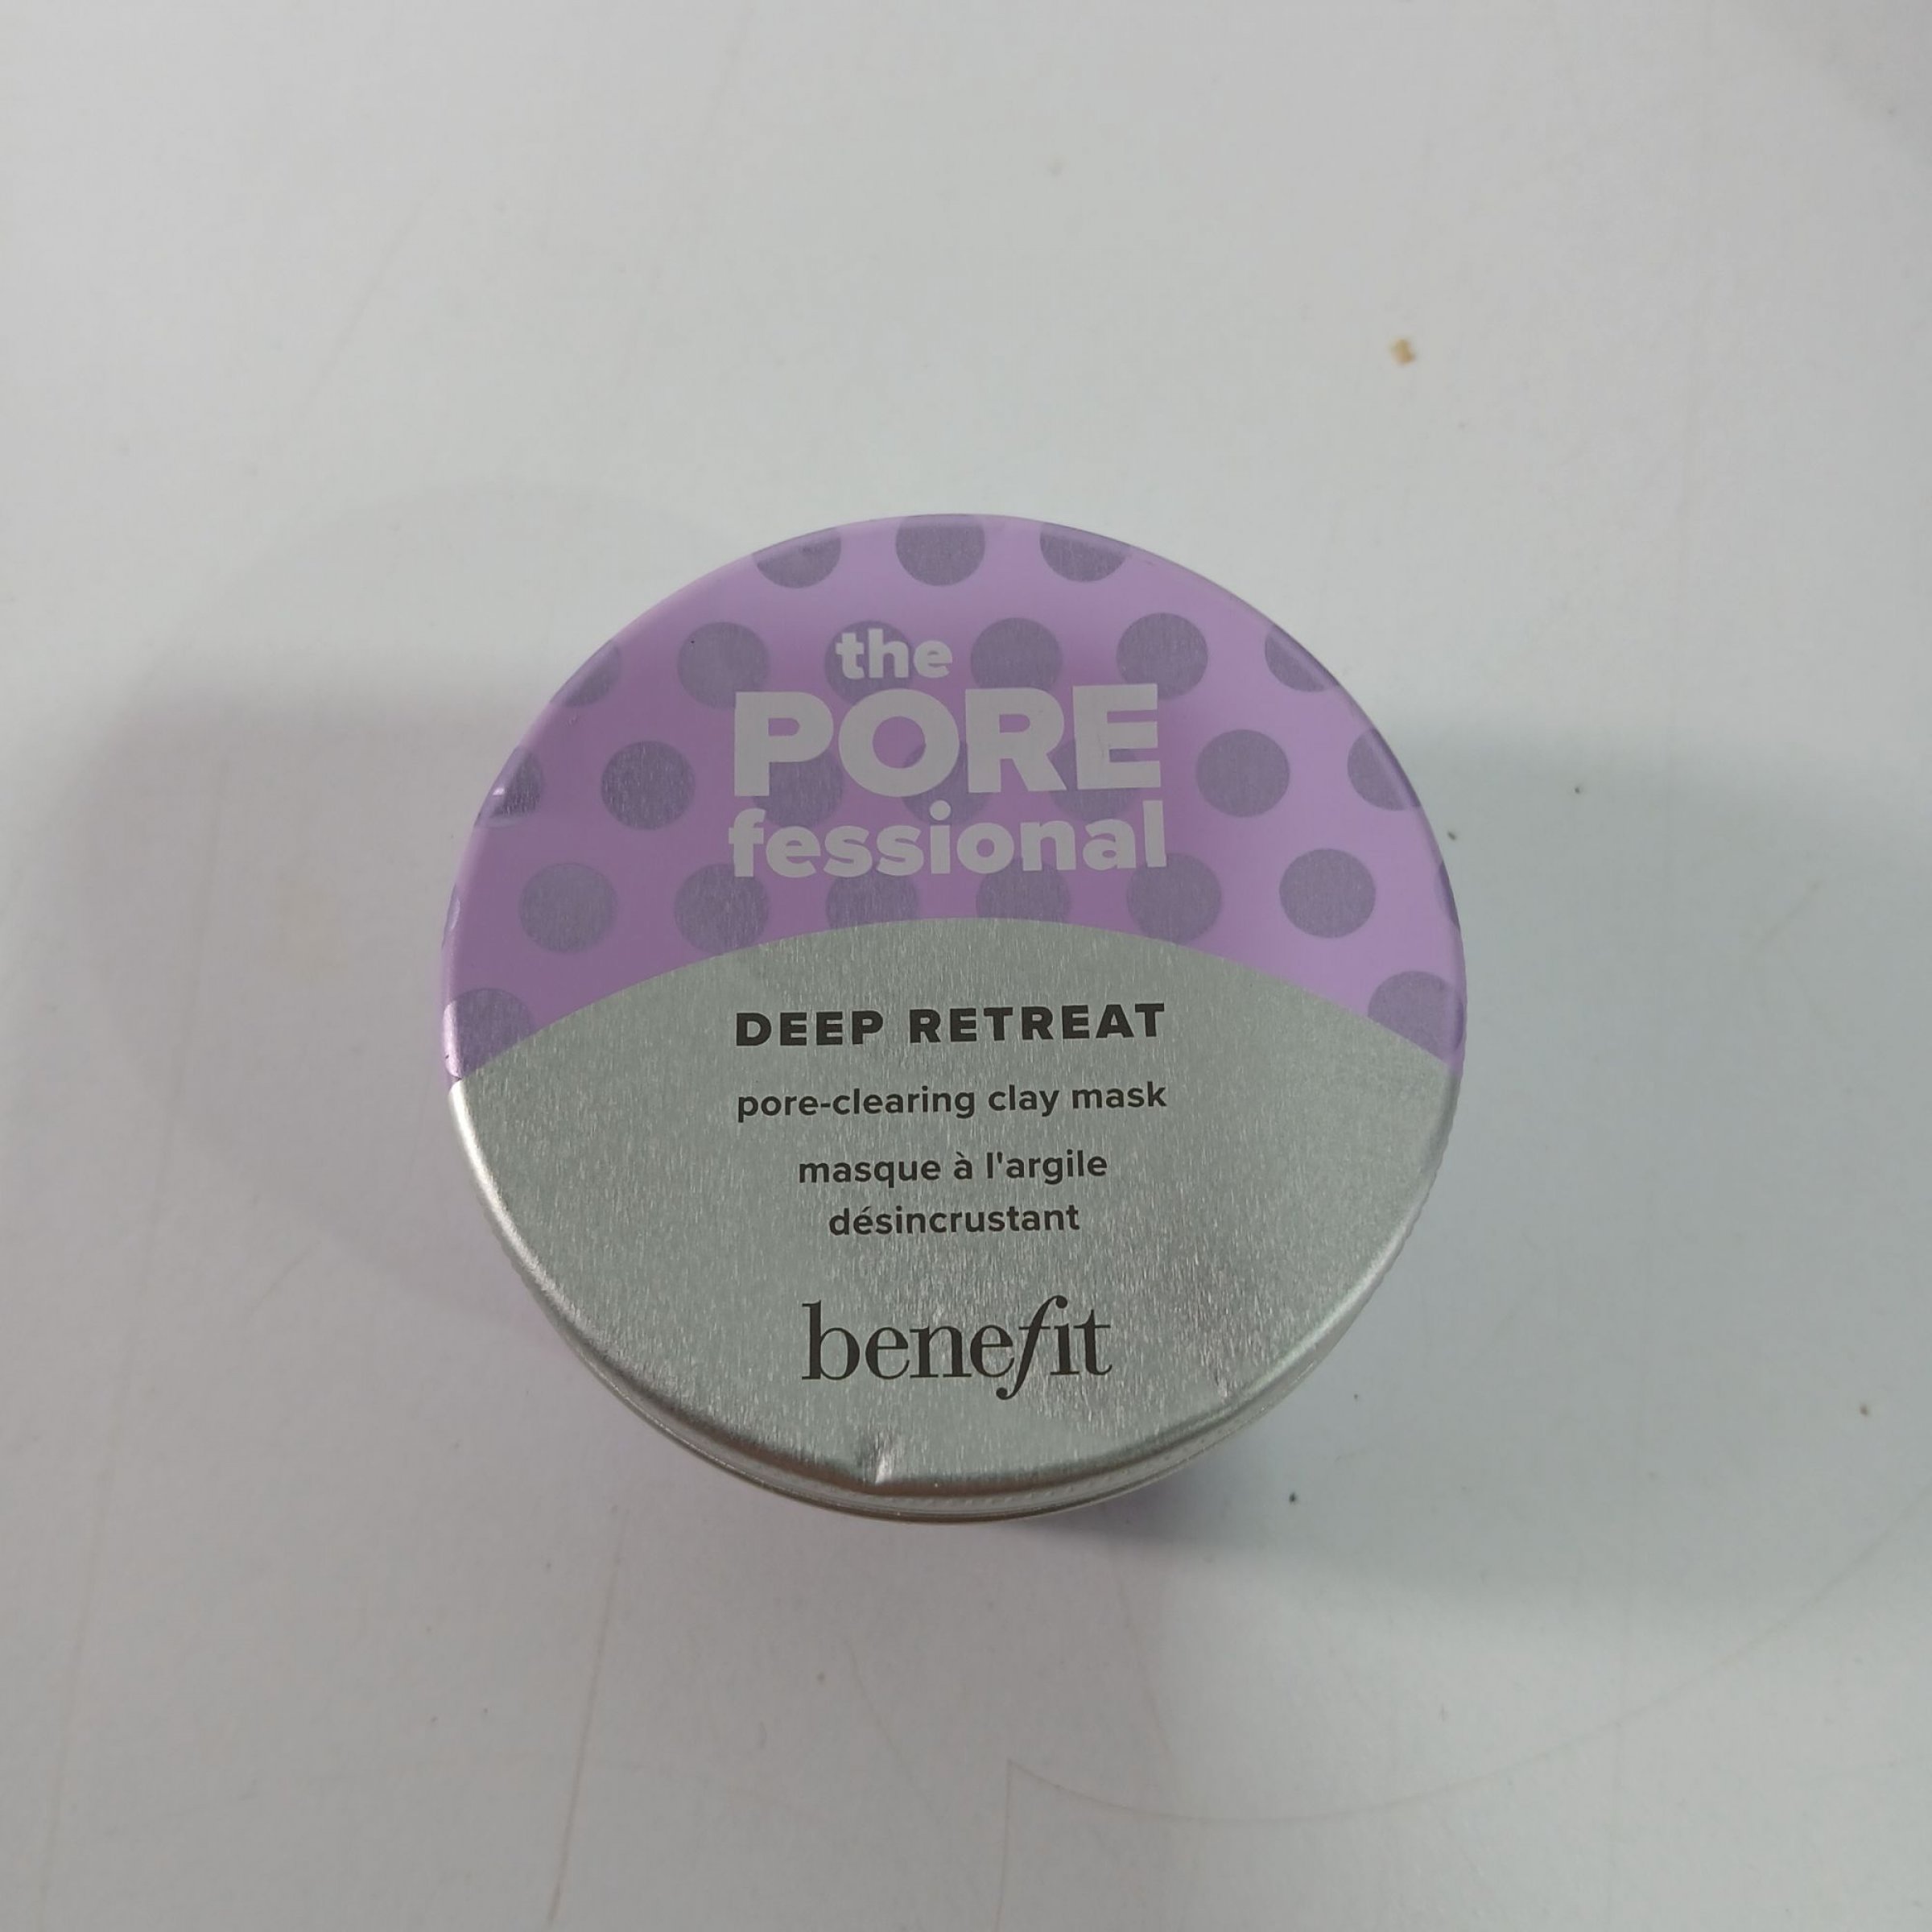 the
PORE
fessional
DEEP RETREAT
pore-clearing clay mask
masque à l'argile
désincrustant
benefit